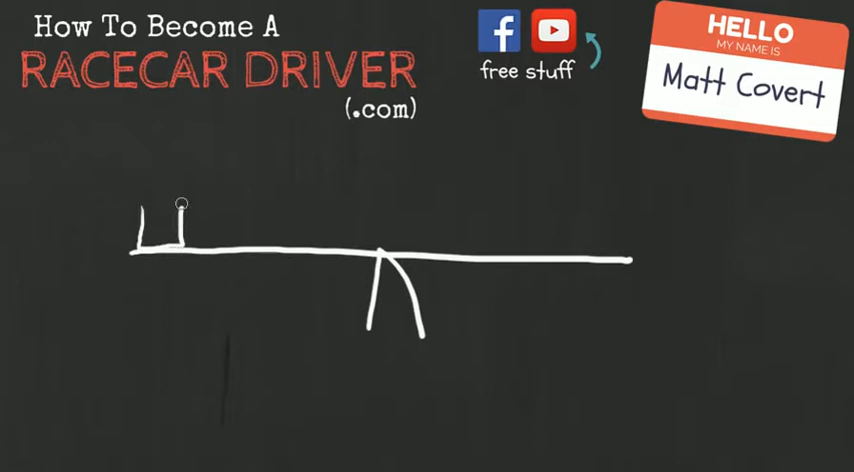 How To Become A
RACECAR DRIVER
(.com)
f
free stuff
HELLO
MY NAME IS
Matt Covert